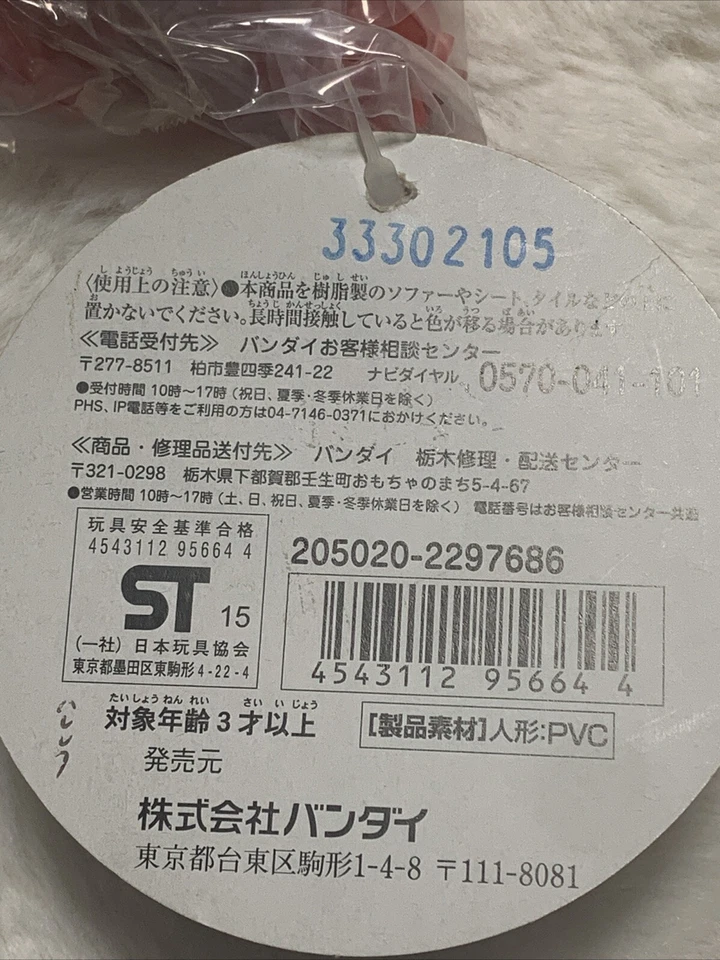 33302105
〈使用上の注意〉●本商品を樹脂製のソファーやシート、タイルなど
置かないでください。長時間接触していると色が移る場合があります
≪電話受付先≫ バンダイお客様相談センター
〒277-8511 柏市豊四季241-22 ナビダイヤル 0570-041-101
●受付時間 10時～17時(祝日、夏季・冬季休業日を除く)
PHS、IP電話等をご利用の方は04-7146-0371におかけください。
≪商品・修理品送付先≫ バンダイ 栃木修理・配送センター
〒321-0298 栃木県下都賀郡壬生町おもちゃのまち5-4-67
●営業時間 10時～17時(土、日、祝日、夏季・冬季休業日を除く) 電話番号はお客様相談センター共通
玩具安全基準合格
4543112 95664 4
ST 15
(一社)日本玩具協会
東京都墨田区東駒形4-22-4
205020-2297686
4543112 95664 4
対象年齢3才以上
[製品素材]人形:PVC
発売元
株式会社バンダイ
東京都台東区駒形1-4-8 〒111-8081